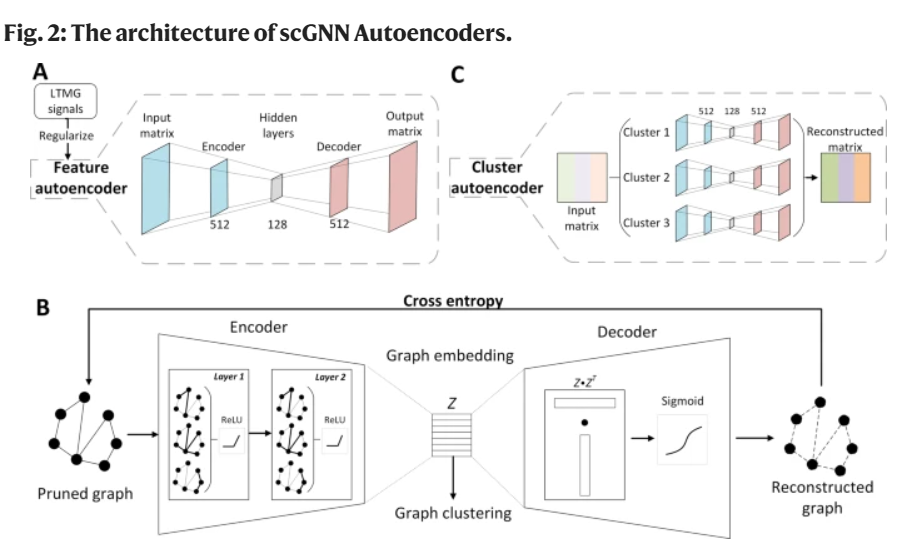 Fig. 2: The architecture of scGNN Autoencoders.
A
LTMG
signals
Regularize
Feature
autoencoder
Input
matrix
Encoder
Hidden
layers
Decoder
Output
matrix
512
128
512
C
Cluster
autoencoder
Input
matrix
Cluster 1
Cluster 2
Cluster 3
512 128 512
Reconstructed
matrix
B
Cross entropy
Encoder
Layer 1
ReLU
Layer 2
ReLU
Graph embedding
Z
Graph clustering
Decoder
Z•Zᵀ
Sigmoid
Pruned graph
Reconstructed
graph